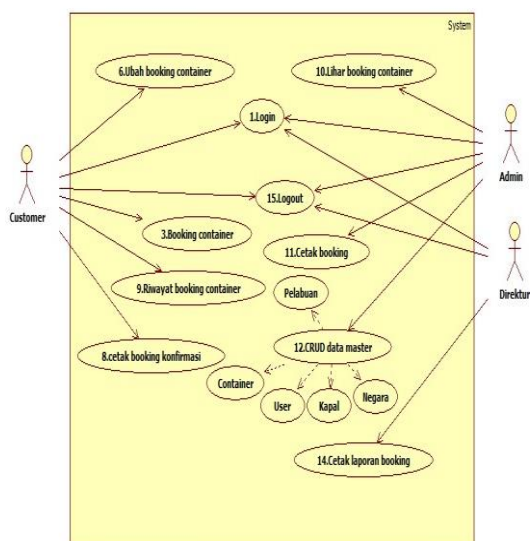 System
6.Ubah booking container
10.Lihar booking container
1.Login
Customer
Admin
15.Logout
3.Booking container
11.Cetak booking
Direktur
9.Riwayat booking container
Pelabuan
12.CRUD data master
8.cetak booking konfirmasi
Container
User
Kapal
Negara
14.Cetak laporan booking